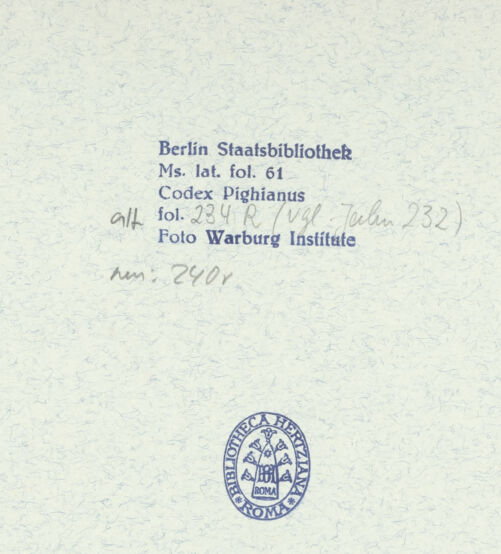 Berlin Staatsbibliothek
Ms. lat. fol. 61
Codex Pighianus
alt fol. 234 R (vgl. Jahn 232)
Foto Warburg Institute
neu: 240r
BIBLIOTHECA HERTZIANA
BH
ROMA
*ROMA*